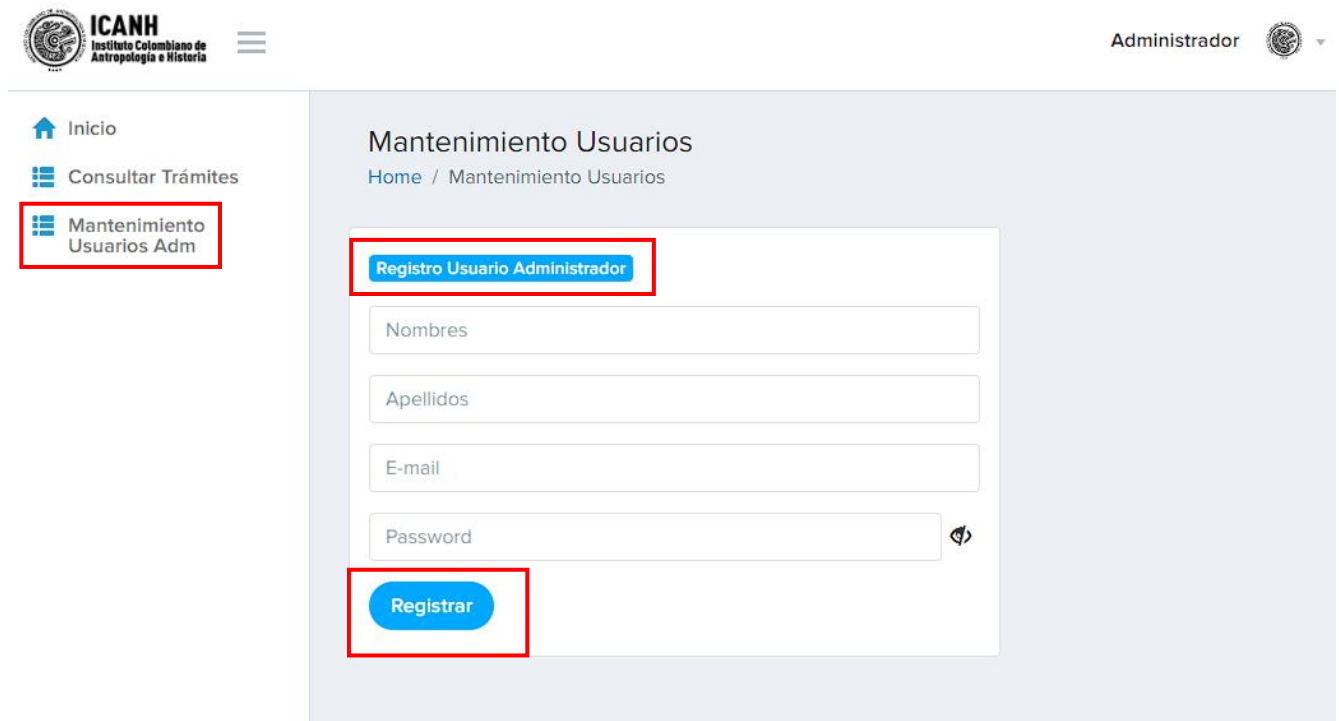 ICANH
Instituto Colombiano de
Antropología e Historia
Administrador
Inicio
Consultar Trámites
Mantenimiento
Usuarios Adm
Mantenimiento Usuarios
Home / Mantenimiento Usuarios
Registro Usuario Administrador
Nombres
Apellidos
E-mail
Password
Registrar